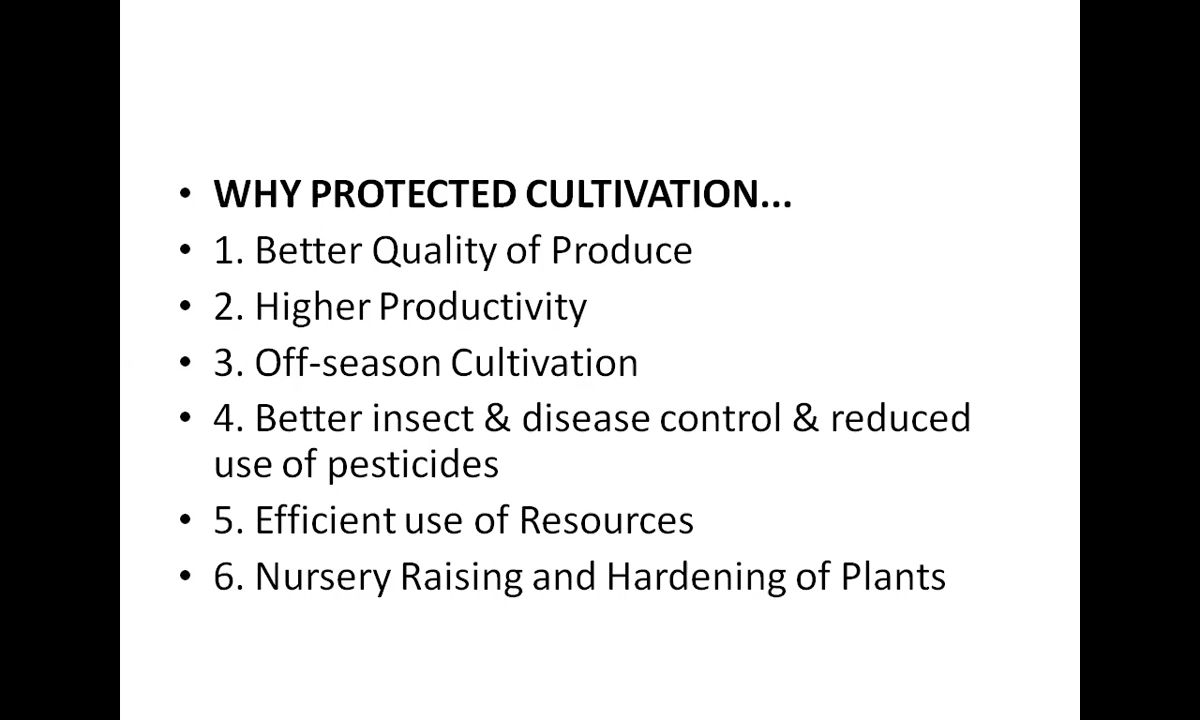 • WHY PROTECTED CULTIVATION...
• 1. Better Quality of Produce
• 2. Higher Productivity
• 3. Off-season Cultivation
• 4. Better insect & disease control & reduced
use of pesticides
• 5. Efficient use of Resources
• 6. Nursery Raising and Hardening of Plants